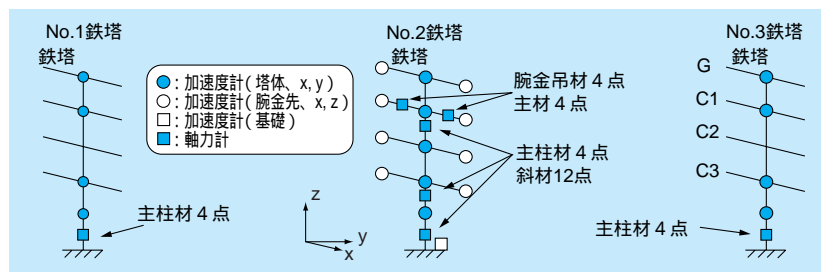 No.1鉄塔
鉄塔
主柱材４点
：加速度計（塔体、x, y）
：加速度計（腕金先、x, z）
：加速度計（基礎）
：軸力計
z
y
x
No.2鉄塔
鉄塔
腕金吊材４点
主材４点
主柱材４点
斜材12点
No.3鉄塔
鉄塔
G
C1
C2
C3
主柱材４点